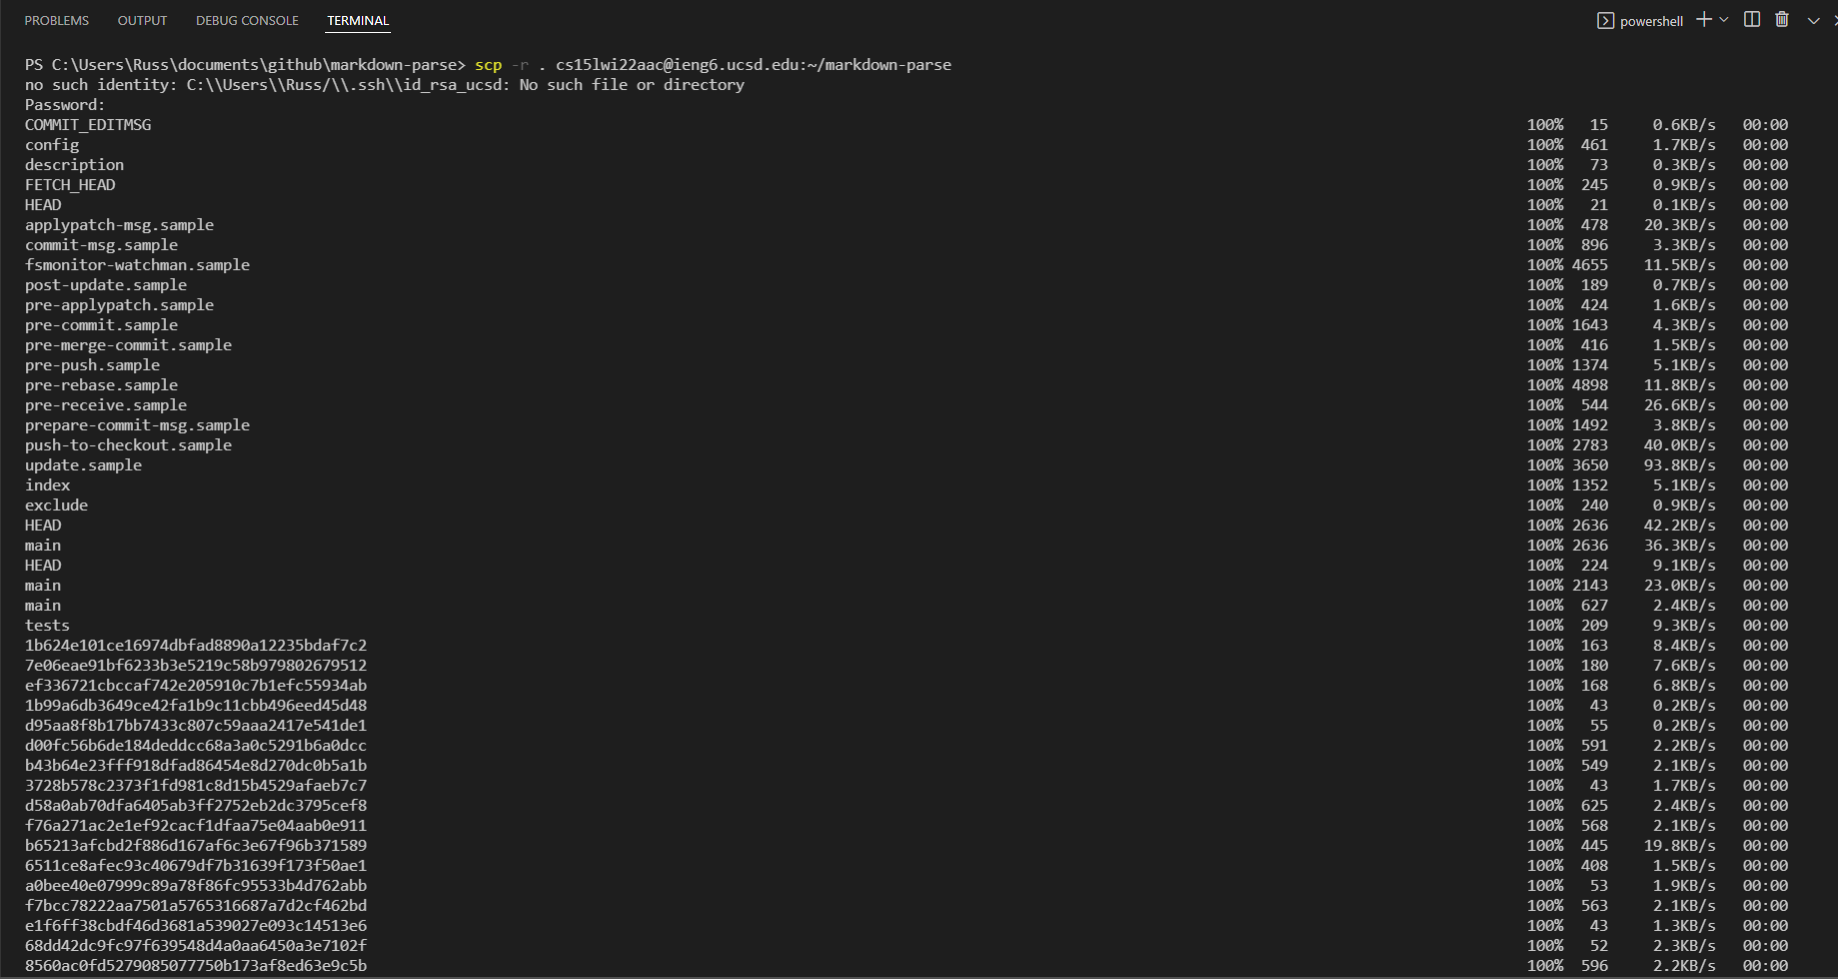 PROBLEMS OUTPUT DEBUG CONSOLE TERMINAL powershell
PS C:\Users\Russ\documents\github\markdown-parse> scp -r . cs15lwi22aac@ieng6.ucsd.edu:~/markdown-parse
no such identity: C:\\Users\\Russ/\\.ssh\\id_rsa_ucsd: No such file or directory
Password:
COMMIT_EDITMSG 100% 15 0.6KB/s 00:00
config 100% 461 1.7KB/s 00:00
description 100% 73 0.3KB/s 00:00
FETCH_HEAD 100% 245 0.9KB/s 00:00
HEAD 100% 21 0.1KB/s 00:00
applypatch-msg.sample 100% 478 20.3KB/s 00:00
commit-msg.sample 100% 896 3.3KB/s 00:00
fsmonitor-watchman.sample 100% 4655 11.5KB/s 00:00
post-update.sample 100% 189 0.7KB/s 00:00
pre-applypatch.sample 100% 424 1.6KB/s 00:00
pre-commit.sample 100% 1643 4.3KB/s 00:00
pre-merge-commit.sample 100% 416 1.5KB/s 00:00
pre-push.sample 100% 1374 5.1KB/s 00:00
pre-rebase.sample 100% 4898 11.8KB/s 00:00
pre-receive.sample 100% 544 26.6KB/s 00:00
prepare-commit-msg.sample 100% 1492 3.8KB/s 00:00
push-to-checkout.sample 100% 2783 40.0KB/s 00:00
update.sample 100% 3650 93.8KB/s 00:00
index 100% 1352 5.1KB/s 00:00
exclude 100% 240 0.9KB/s 00:00
HEAD 100% 2636 42.2KB/s 00:00
main 100% 2636 36.3KB/s 00:00
HEAD 100% 224 9.1KB/s 00:00
main 100% 2143 23.0KB/s 00:00
main 100% 627 2.4KB/s 00:00
tests 100% 209 9.3KB/s 00:00
1b624e101ce16974dbfad8890a12235bdaf7c2 100% 163 8.4KB/s 00:00
7e06eae91bf6233b3e5219c58b979802679512 100% 180 7.6KB/s 00:00
ef336721cbccaf742e205910c7b1efc55934ab 100% 168 6.8KB/s 00:00
1b99a6db3649ce42fa1b9c11cbb496eed45d48 100% 43 0.2KB/s 00:00
d95aa8f8b17bb7433c807c59aaa2417e541de1 100% 55 0.2KB/s 00:00
d00fc56b6de184deddcc68a3a0c5291b6a0dcc 100% 591 2.2KB/s 00:00
b43b64e23fff918dfad86454e8d270dc0b5a1b 100% 549 2.1KB/s 00:00
3728b578c2373f1fd981c8d15b4529afaeb7c7 100% 43 1.7KB/s 00:00
d58a0ab70dfa6405ab3ff2752eb2dc3795cef8 100% 625 2.4KB/s 00:00
f76a271ac2e1ef92cacf1dfaa75e04aab0e911 100% 568 2.1KB/s 00:00
b65213afcbd2f886d167af6c3e67f96b371589 100% 445 19.8KB/s 00:00
6511ce8afec93c40679df7b31639f173f50ae1 100% 408 1.5KB/s 00:00
a0bee40e07999c89a78f86fc95533b4d762abb 100% 53 1.9KB/s 00:00
f7bcc78222aa7501a5765316687a7d2cf462bd 100% 563 2.1KB/s 00:00
e1f6ff38cbdf46d3681a539027e093c14513e6 100% 43 1.3KB/s 00:00
68dd42dc9fc97f639548d4a0aa6450a3e7102f 100% 52 2.3KB/s 00:00
8560ac0fd5279085077750b173af8ed63e9c5b 100% 596 2.2KB/s 00:00